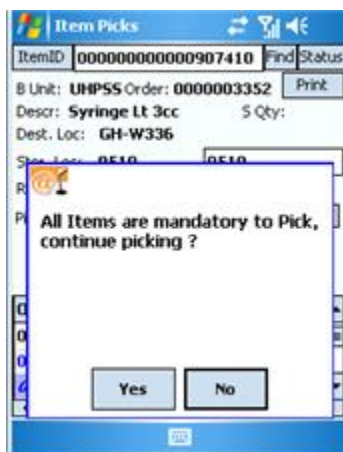 Item Picks
ItemID 000000000000907410 Find Status
B Unit: UHPSS Order: 0000003352 Print
Descr: Syringe Lt 3cc S Qty:
Dest. Loc: GH-W336
All Items are mandatory to Pick,
continue picking ?
Yes No